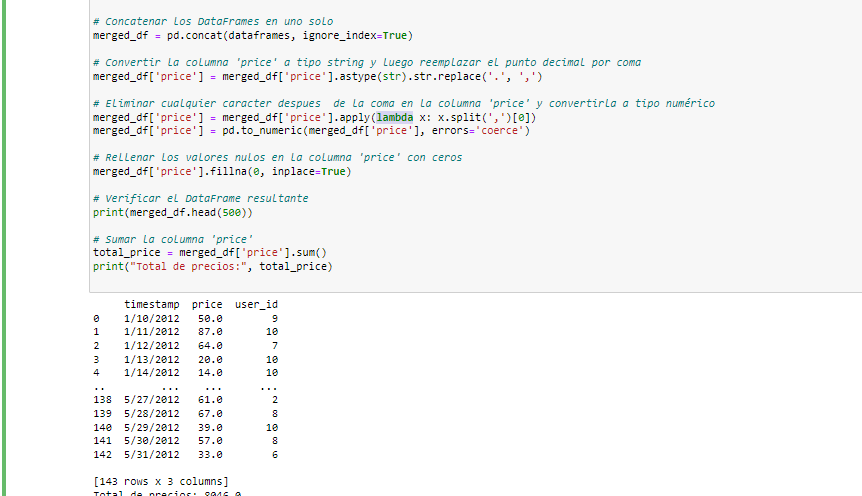 # Concatenar los DataFrames en uno solo
merged_df = pd.concat(dataframes, ignore_index=True)
# Convertir la columna 'price' a tipo string y luego reemplazar el punto decimal por coma
merged_df['price'] = merged_df['price'].astype(str).str.replace('.', ',')
# Eliminar cualquier caracter despues  de la coma en la columna 'price' y convertirla a tipo numérico
merged_df['price'] = merged_df['price'].apply(lambda x: x.split(',')[0])
merged_df['price'] = pd.to_numeric(merged_df['price'], errors='coerce')
# Rellenar los valores nulos en la columna 'price' con ceros
merged_df['price'].fillna(0, inplace=True)
# Verificar el DataFrame resultante
print(merged_df.head(500))
# Sumar la columna 'price'
total_price = merged_df['price'].sum()
print("Total de precios:", total_price)
timestamp price user_id
0 1/10/2012 50.0 9
1 1/11/2012 87.0 10
2 1/12/2012 64.0 7
3 1/13/2012 20.0 10
4 1/14/2012 14.0 10
.. ... ... ...
138 5/27/2012 61.0 2
139 5/28/2012 67.0 8
140 5/29/2012 39.0 10
141 5/30/2012 57.0 8
142 5/31/2012 33.0 6
[143 rows x 3 columns]
Total de precios: 8046.0